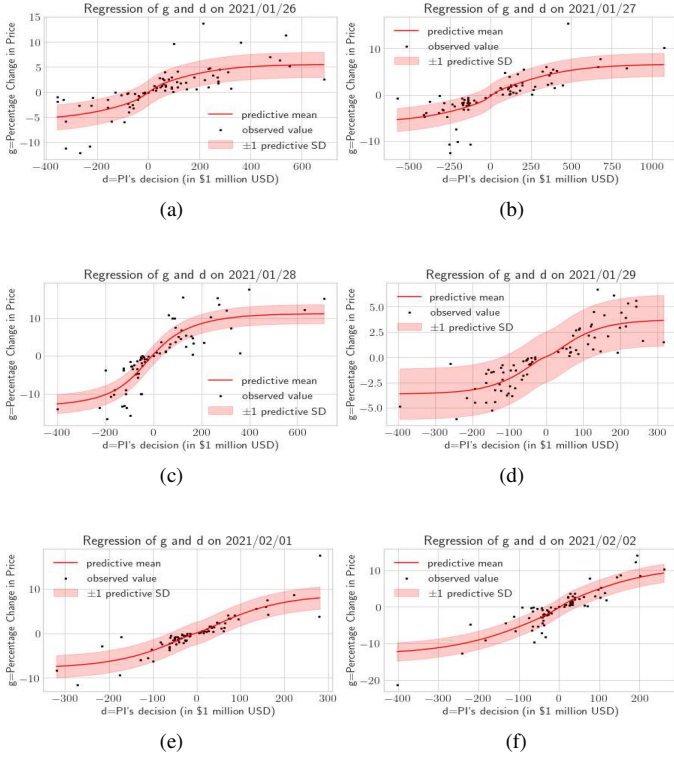 Regression of g and d on 2021/01/26
g=Percentage Change in Price
15
10
5
0
−5
−10
predictive mean
observed value
±1 predictive SD
−400 −200 0 200 400 600
d=PI's decision (in $1 million USD)
(a)
Regression of g and d on 2021/01/27
g=Percentage Change in Price
10
0
−10
predictive mean
observed value
±1 predictive SD
−500 −250 0 250 500 750 1000
d=PI's decision (in $1 million USD)
(b)
Regression of g and d on 2021/01/28
g=Percentage Change in Price
10
0
−10
predictive mean
observed value
±1 predictive SD
−400 −200 0 200 400 600
d=PI's decision (in $1 million USD)
(c)
Regression of g and d on 2021/01/29
g=Percentage Change in Price
5.0
2.5
0.0
−2.5
−5.0
predictive mean
observed value
±1 predictive SD
−400 −300 −200 −100 0 100 200 300
d=PI's decision (in $1 million USD)
(d)
Regression of g and d on 2021/02/01
g=Percentage Change in Price
10
0
−10
predictive mean
observed value
±1 predictive SD
−300 −200 −100 0 100 200 300
d=PI's decision (in $1 million USD)
(e)
Regression of g and d on 2021/02/02
g=Percentage Change in Price
10
0
−10
−20
predictive mean
observed value
±1 predictive SD
−400 −300 −200 −100 0 100 200
d=PI's decision (in $1 million USD)
(f)